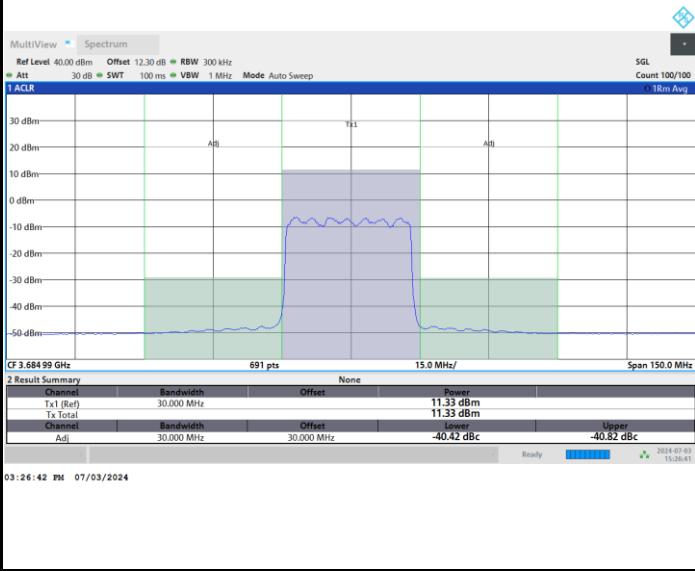 MultiView Spectrum
Ref Level 40.00 dBm Offset 12.30 dB RBW 300 kHz SGL
Att 30 dB SWT 100 ms VBW 1 MHz Mode Auto Sweep Count 100/100
1 ACLR 1Rm Avg
30 dBm
Tx1
20 dBm
Adj Adj
10 dBm
0 dBm
-10 dBm
-20 dBm
-30 dBm
-40 dBm
-50 dBm
CF 3.684 99 GHz 691 pts 15.0 MHz/ Span 150.0 MHz
2 Result Summary None
Channel Bandwidth Offset Power
Tx1 (Ref) 30.000 MHz 11.33 dBm
Tx Total 11.33 dBm
Channel Bandwidth Offset Lower Upper
Adj 30.000 MHz 30.000 MHz -40.42 dBc -40.82 dBc
Ready 2024-07-03
15:26:41
03:26:42 PM 07/03/2024